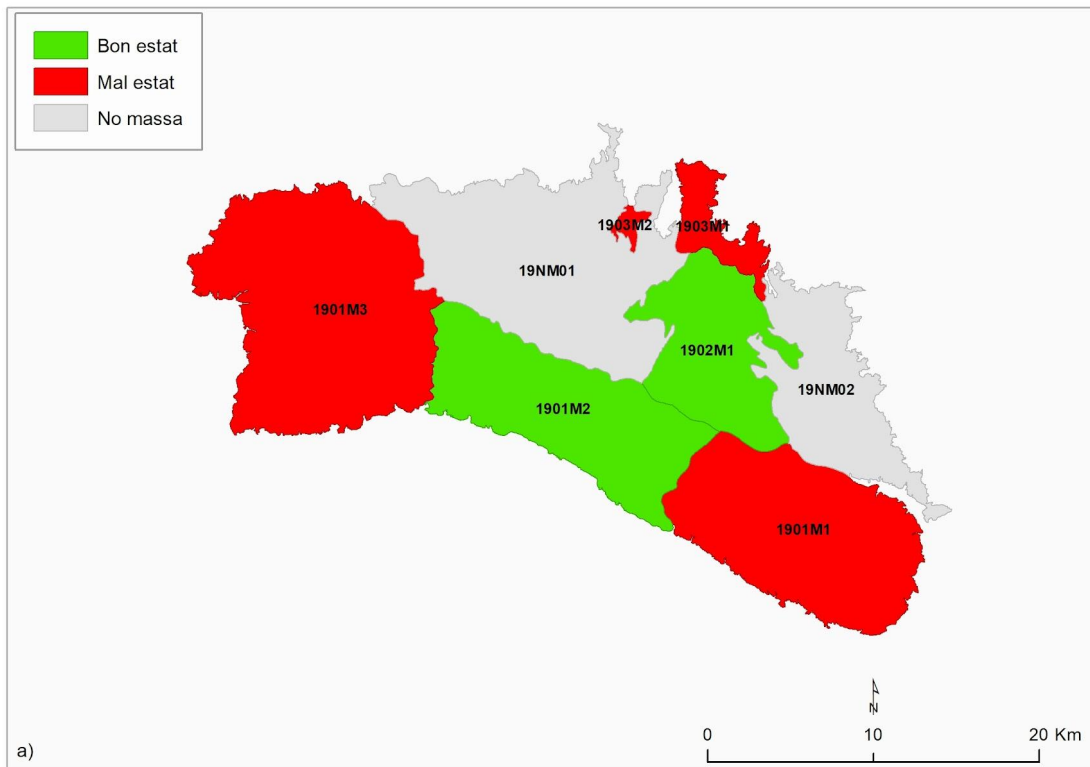 Bon estat
Mal estat
No massa
1903M2
1903M1
19NM01
1901M3
1902M1
19NM02
1901M2
1901M1
N
0 10 20 Km
a)